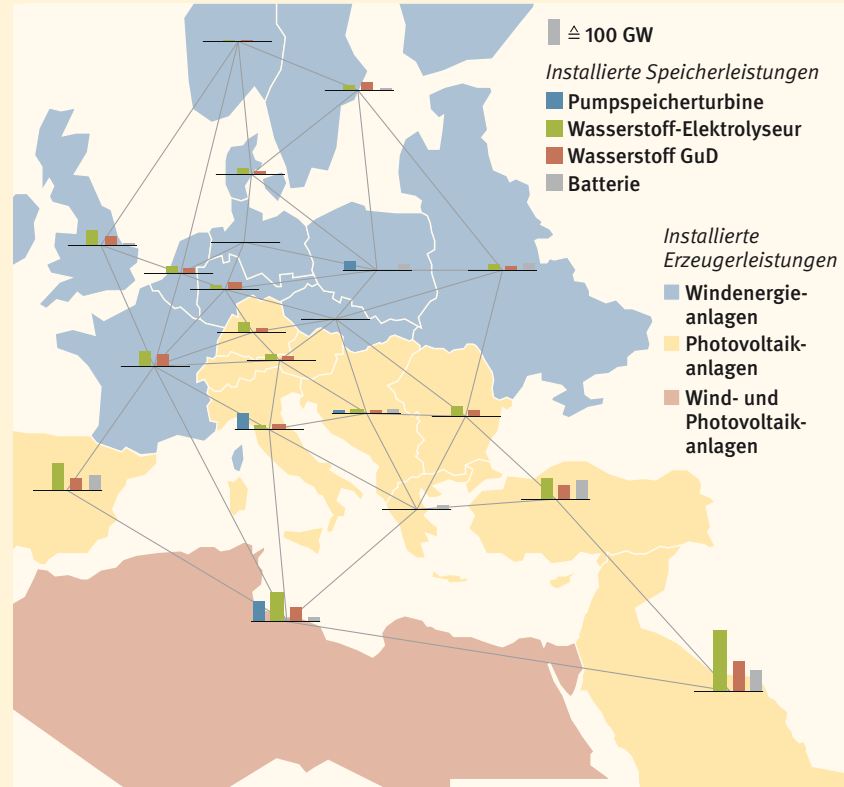 ≙ 100 GW
Installierte Speicherleistungen
Pumpspeicherturbine
Wasserstoff-Elektrolyseur
Wasserstoff GuD
Batterie
Installierte
Erzeugerleistungen
Windenergie-
anlagen
Photovoltaik-
anlagen
Wind- und
Photovoltaik-
anlagen